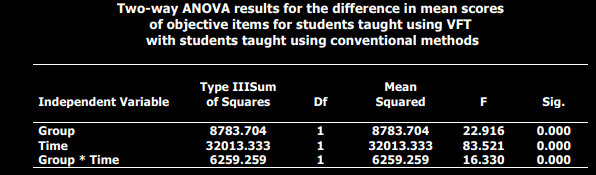 Two-way ANOVA results for the difference in mean scores
of objective items for students taught using VFT
with students taught using conventional methods
Independent Variable Type IIISum of Squares Df Mean Squared F Sig.
Group 8783.704 1 8783.704 22.916 0.000
Time 32013.333 1 32013.333 83.521 0.000
Group * Time 6259.259 1 6259.259 16.330 0.000